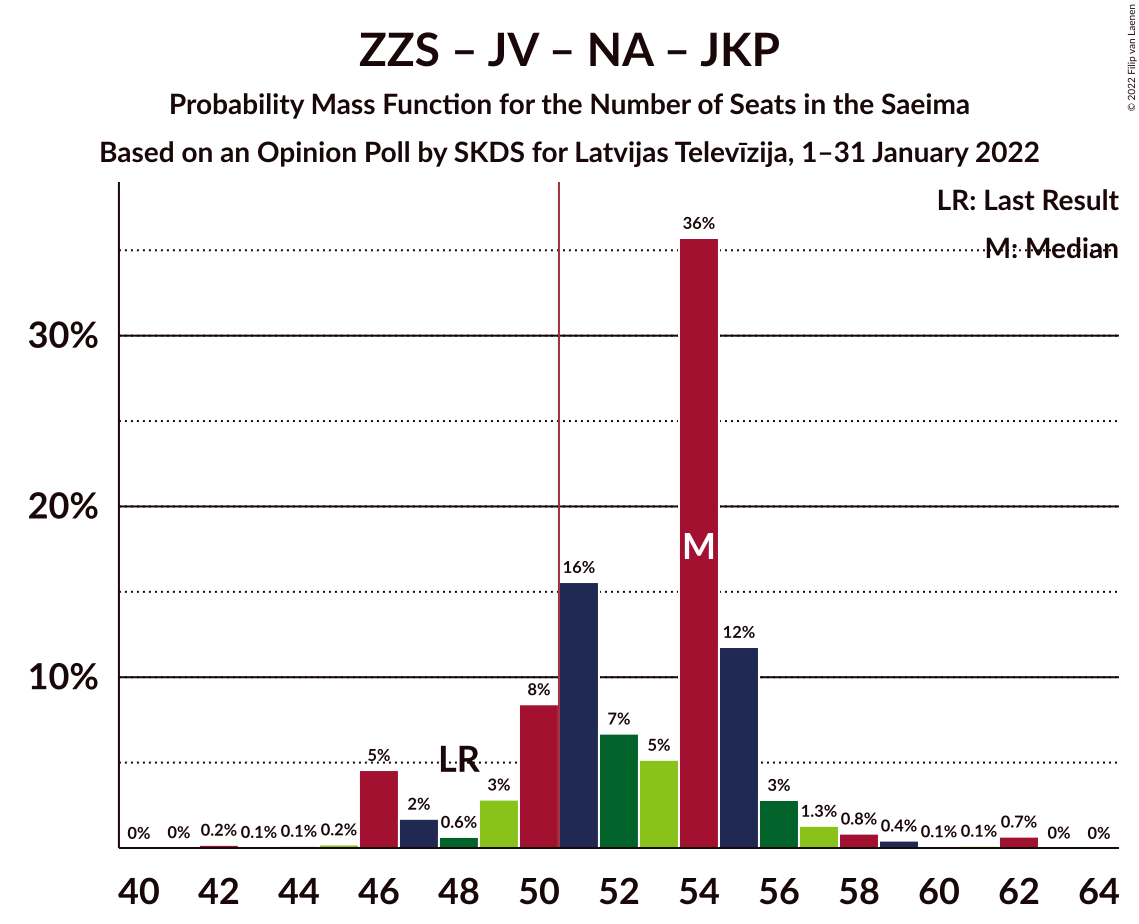 ZZS – JV – NA – JKP
Probability Mass Function for the Number of Seats in the Saeima
Based on an Opinion Poll by SKDS for Latvijas Televīzija, 1–31 January 2022
© 2022 Filip van Laenen
LR: Last Result
M: Median
30%
20%
10%
0% 0% 0.2% 0.1% 0.1% 0.2% 5% 2% 0.6% 3% 8% 16% 7% 5% 36% 12% 3% 1.3% 0.8% 0.4% 0.1% 0.1% 0.7% 0% 0%
LR
M
40 42 44 46 48 50 52 54 56 58 60 62 64